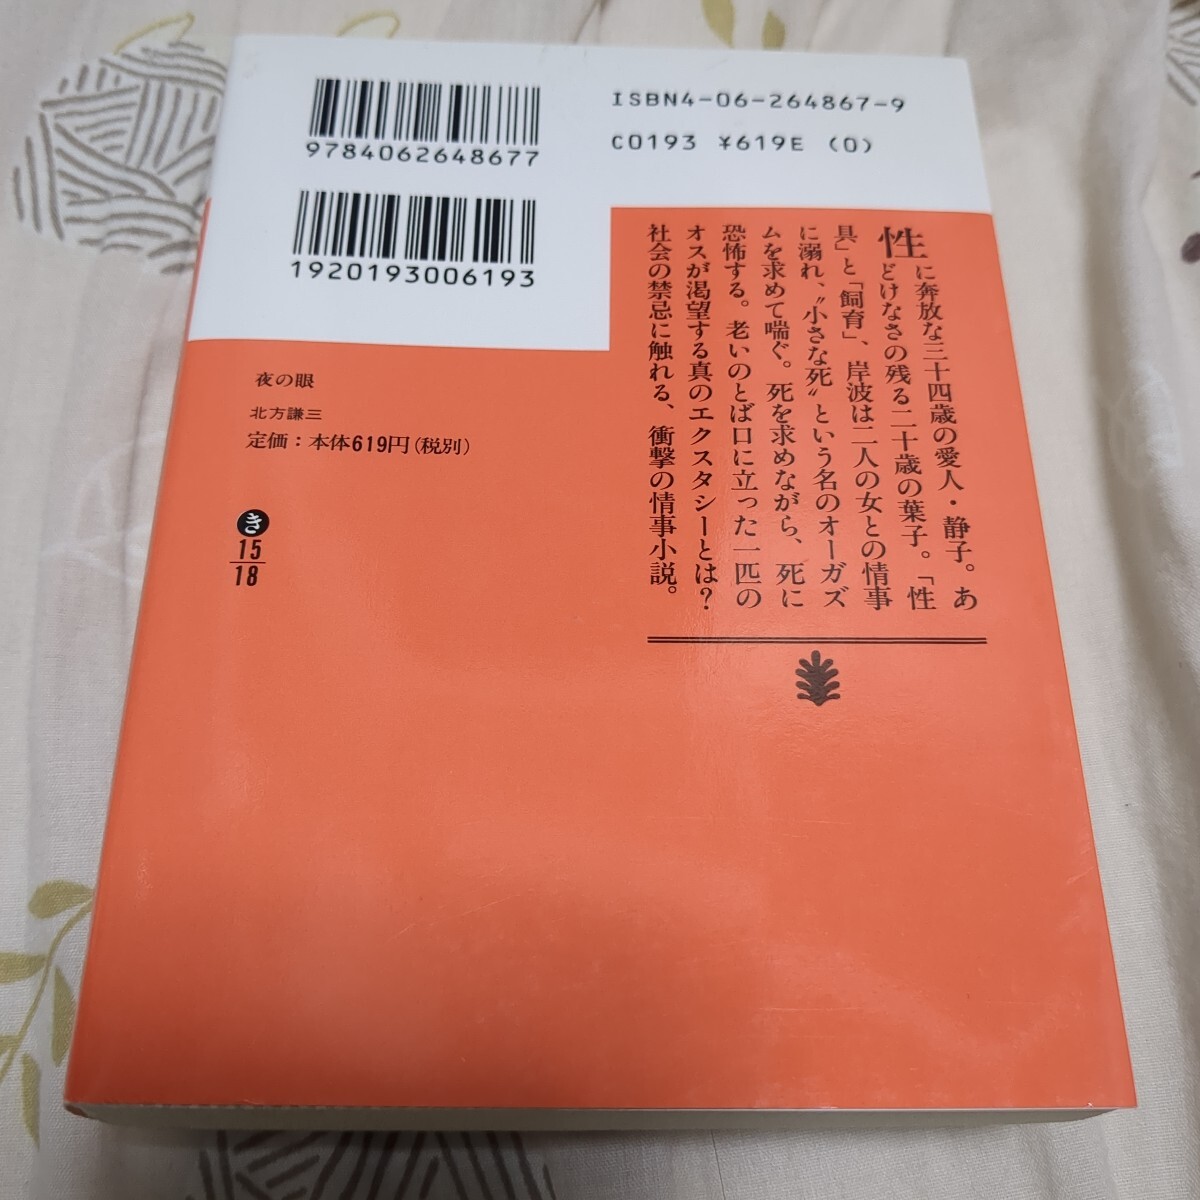 9784062648677
ISBN4-06-264867-9
C0193 ¥619E (0)
1920193006193
性に奔放な三十四歳の愛人・静子。あ
どけなさの残る二十歳の葉子。「性
具」と「飼育」、岸波は二人の女との情事
に溺れ、〝小さな死〟という名のオーガズ
ムを求めて喘ぐ。死を求めながら、死に
恐怖する。老いのとば口に立った一匹の
オスが渇望する真のエクスタシーとは?
社会の禁忌に触れる、衝撃の情事小説。
夜の眼
北方謙三
定価:本体619円(税別)
き
15
18